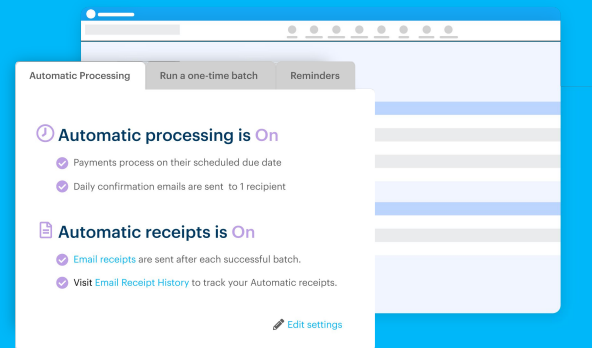 Automatic Processing
Run a one-time batch
Reminders
Automatic processing is On
Payments process on their scheduled due date
Daily confirmation emails are sent to 1 recipient
Automatic receipts is On
Email receipts are sent after each successful batch.
Visit Email Receipt History to track your Automatic receipts.
Edit settings